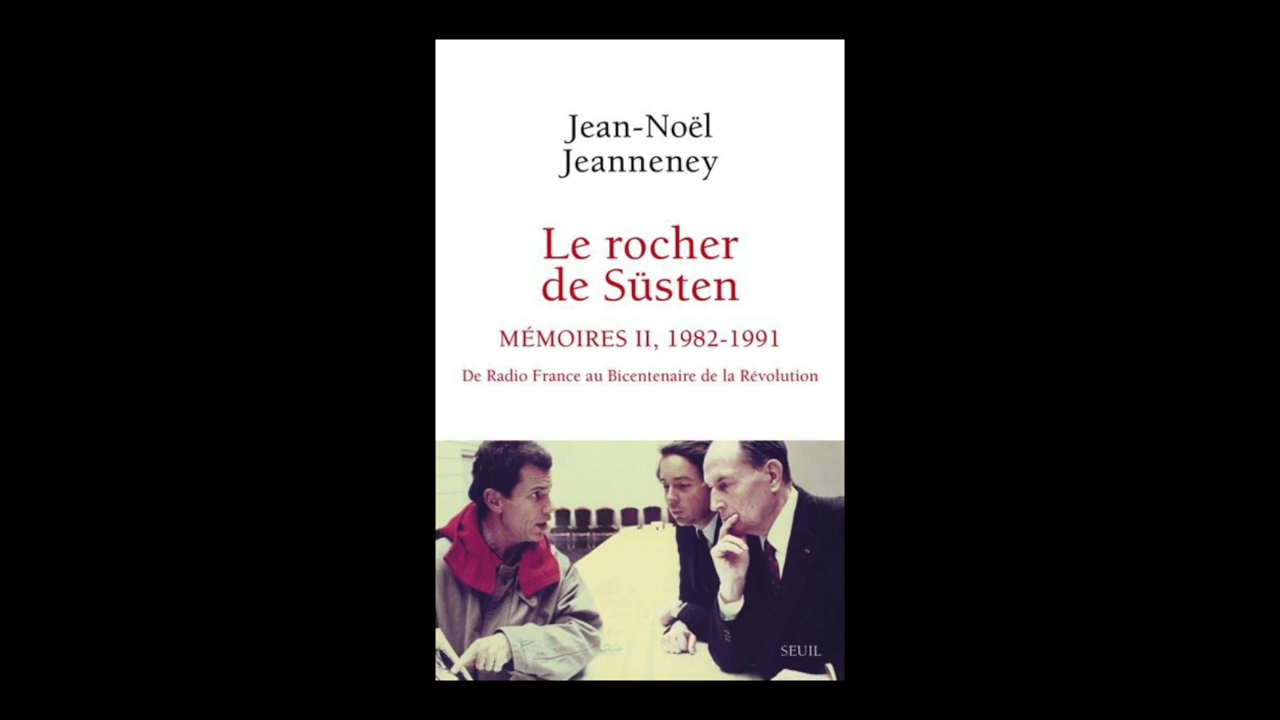 Jean-Noël
Jeanneney
Le rocher
de Süsten
MÉMOIRES II, 1982-1991
De Radio France au Bicentenaire de la Révolution
SEUIL